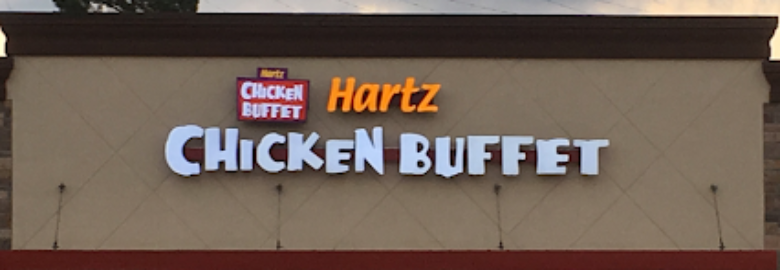 Hartz
CHICKEN
BUFFET
Hartz
CHICKEN BUFFET